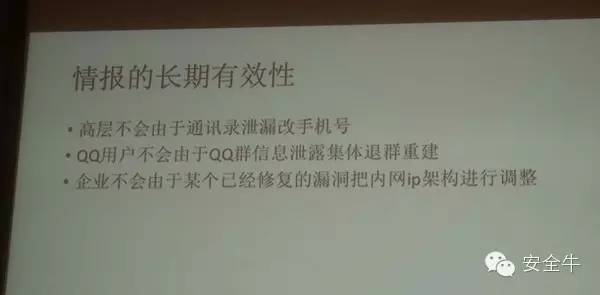 情报的长期有效性
• 高层不会由于通讯录泄漏改手机号
• QQ用户不会由于QQ群信息泄露集体退群重建
• 企业不会由于某个已经修复的漏洞把内网ip架构进行调整
安全牛